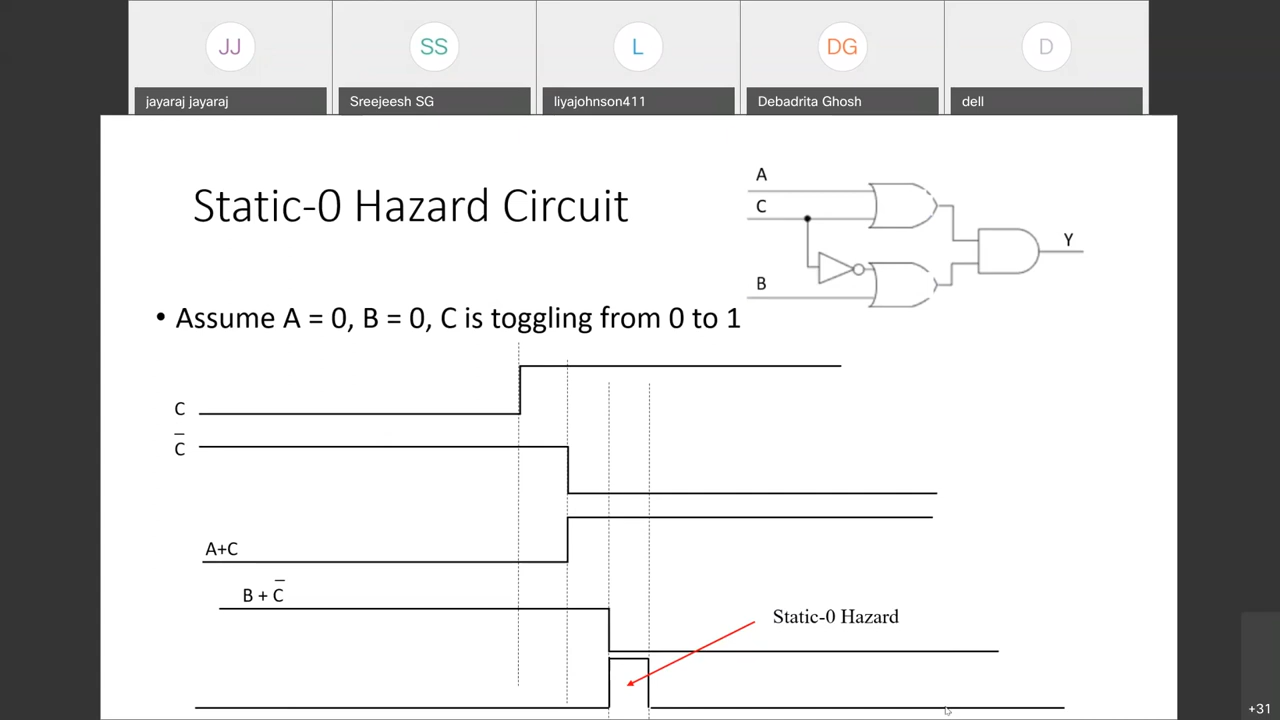 JJ
SS
L
DG
D
jayaraj jayaraj
Sreejeesh SG
liyajohnson411
Debadrita Ghosh
dell
Static-0 Hazard Circuit
A
C
B
Y
• Assume A = 0, B = 0, C is toggling from 0 to 1
C
C̅
A+C
B + C̅
Static-0 Hazard
+31